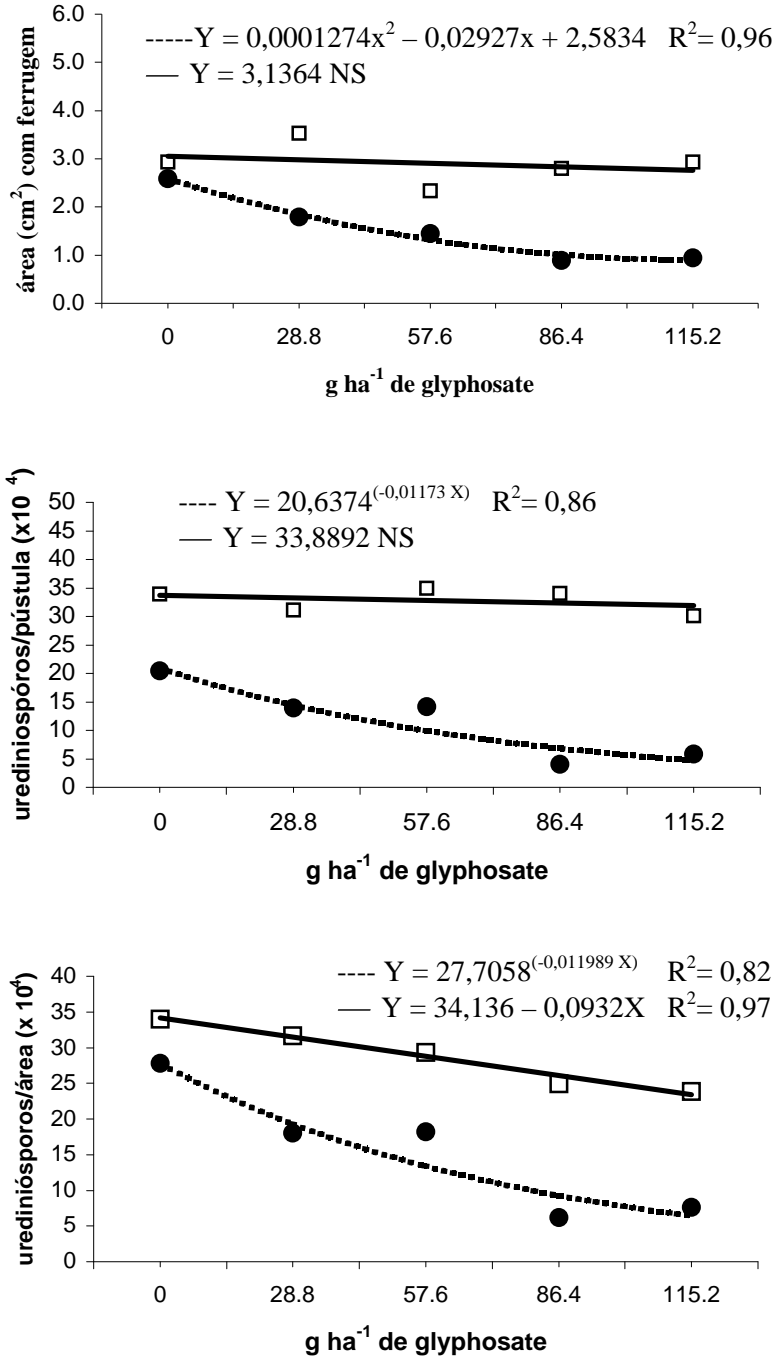 6.0
5.0
4.0
3.0
2.0
1.0
0.0
área (cm²) com ferrugem
----- Y = 0,0001274x² – 0,02927x + 2,5834 R²= 0,96
— Y = 3,1364 NS
0 28.8 57.6 86.4 115.2
g ha⁻¹ de glyphosate
50
45
40
35
30
25
20
15
10
5
0
urediniospóros/pústula (x10 ⁴)
---- Y = 20,6374⁽⁻⁰,⁰¹¹⁷³ ˣ⁾ R²= 0,86
— Y = 33,8892 NS
0 28.8 57.6 86.4 115.2
g ha⁻¹ de glyphosate
40
35
30
25
20
15
10
5
0
urediniósporos/área (x 10⁴)
---- Y = 27,7058⁽⁻⁰,⁰¹¹⁹⁸⁹ ˣ⁾ R²= 0,82
— Y = 34,136 – 0,0932X R²= 0,97
0 28.8 57.6 86.4 115.2
g ha⁻¹ de glyphosate